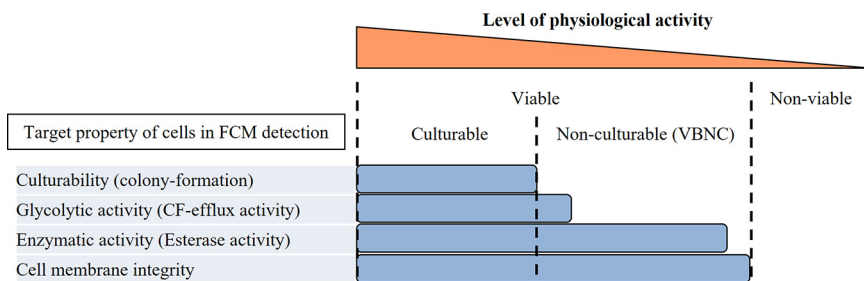 Level of physiological activity
Viable
Non-viable
Target property of cells in FCM detection
Culturable
Non-culturable (VBNC)
Culturability (colony-formation)
Glycolytic activity (CF-efflux activity)
Enzymatic activity (Esterase activity)
Cell membrane integrity